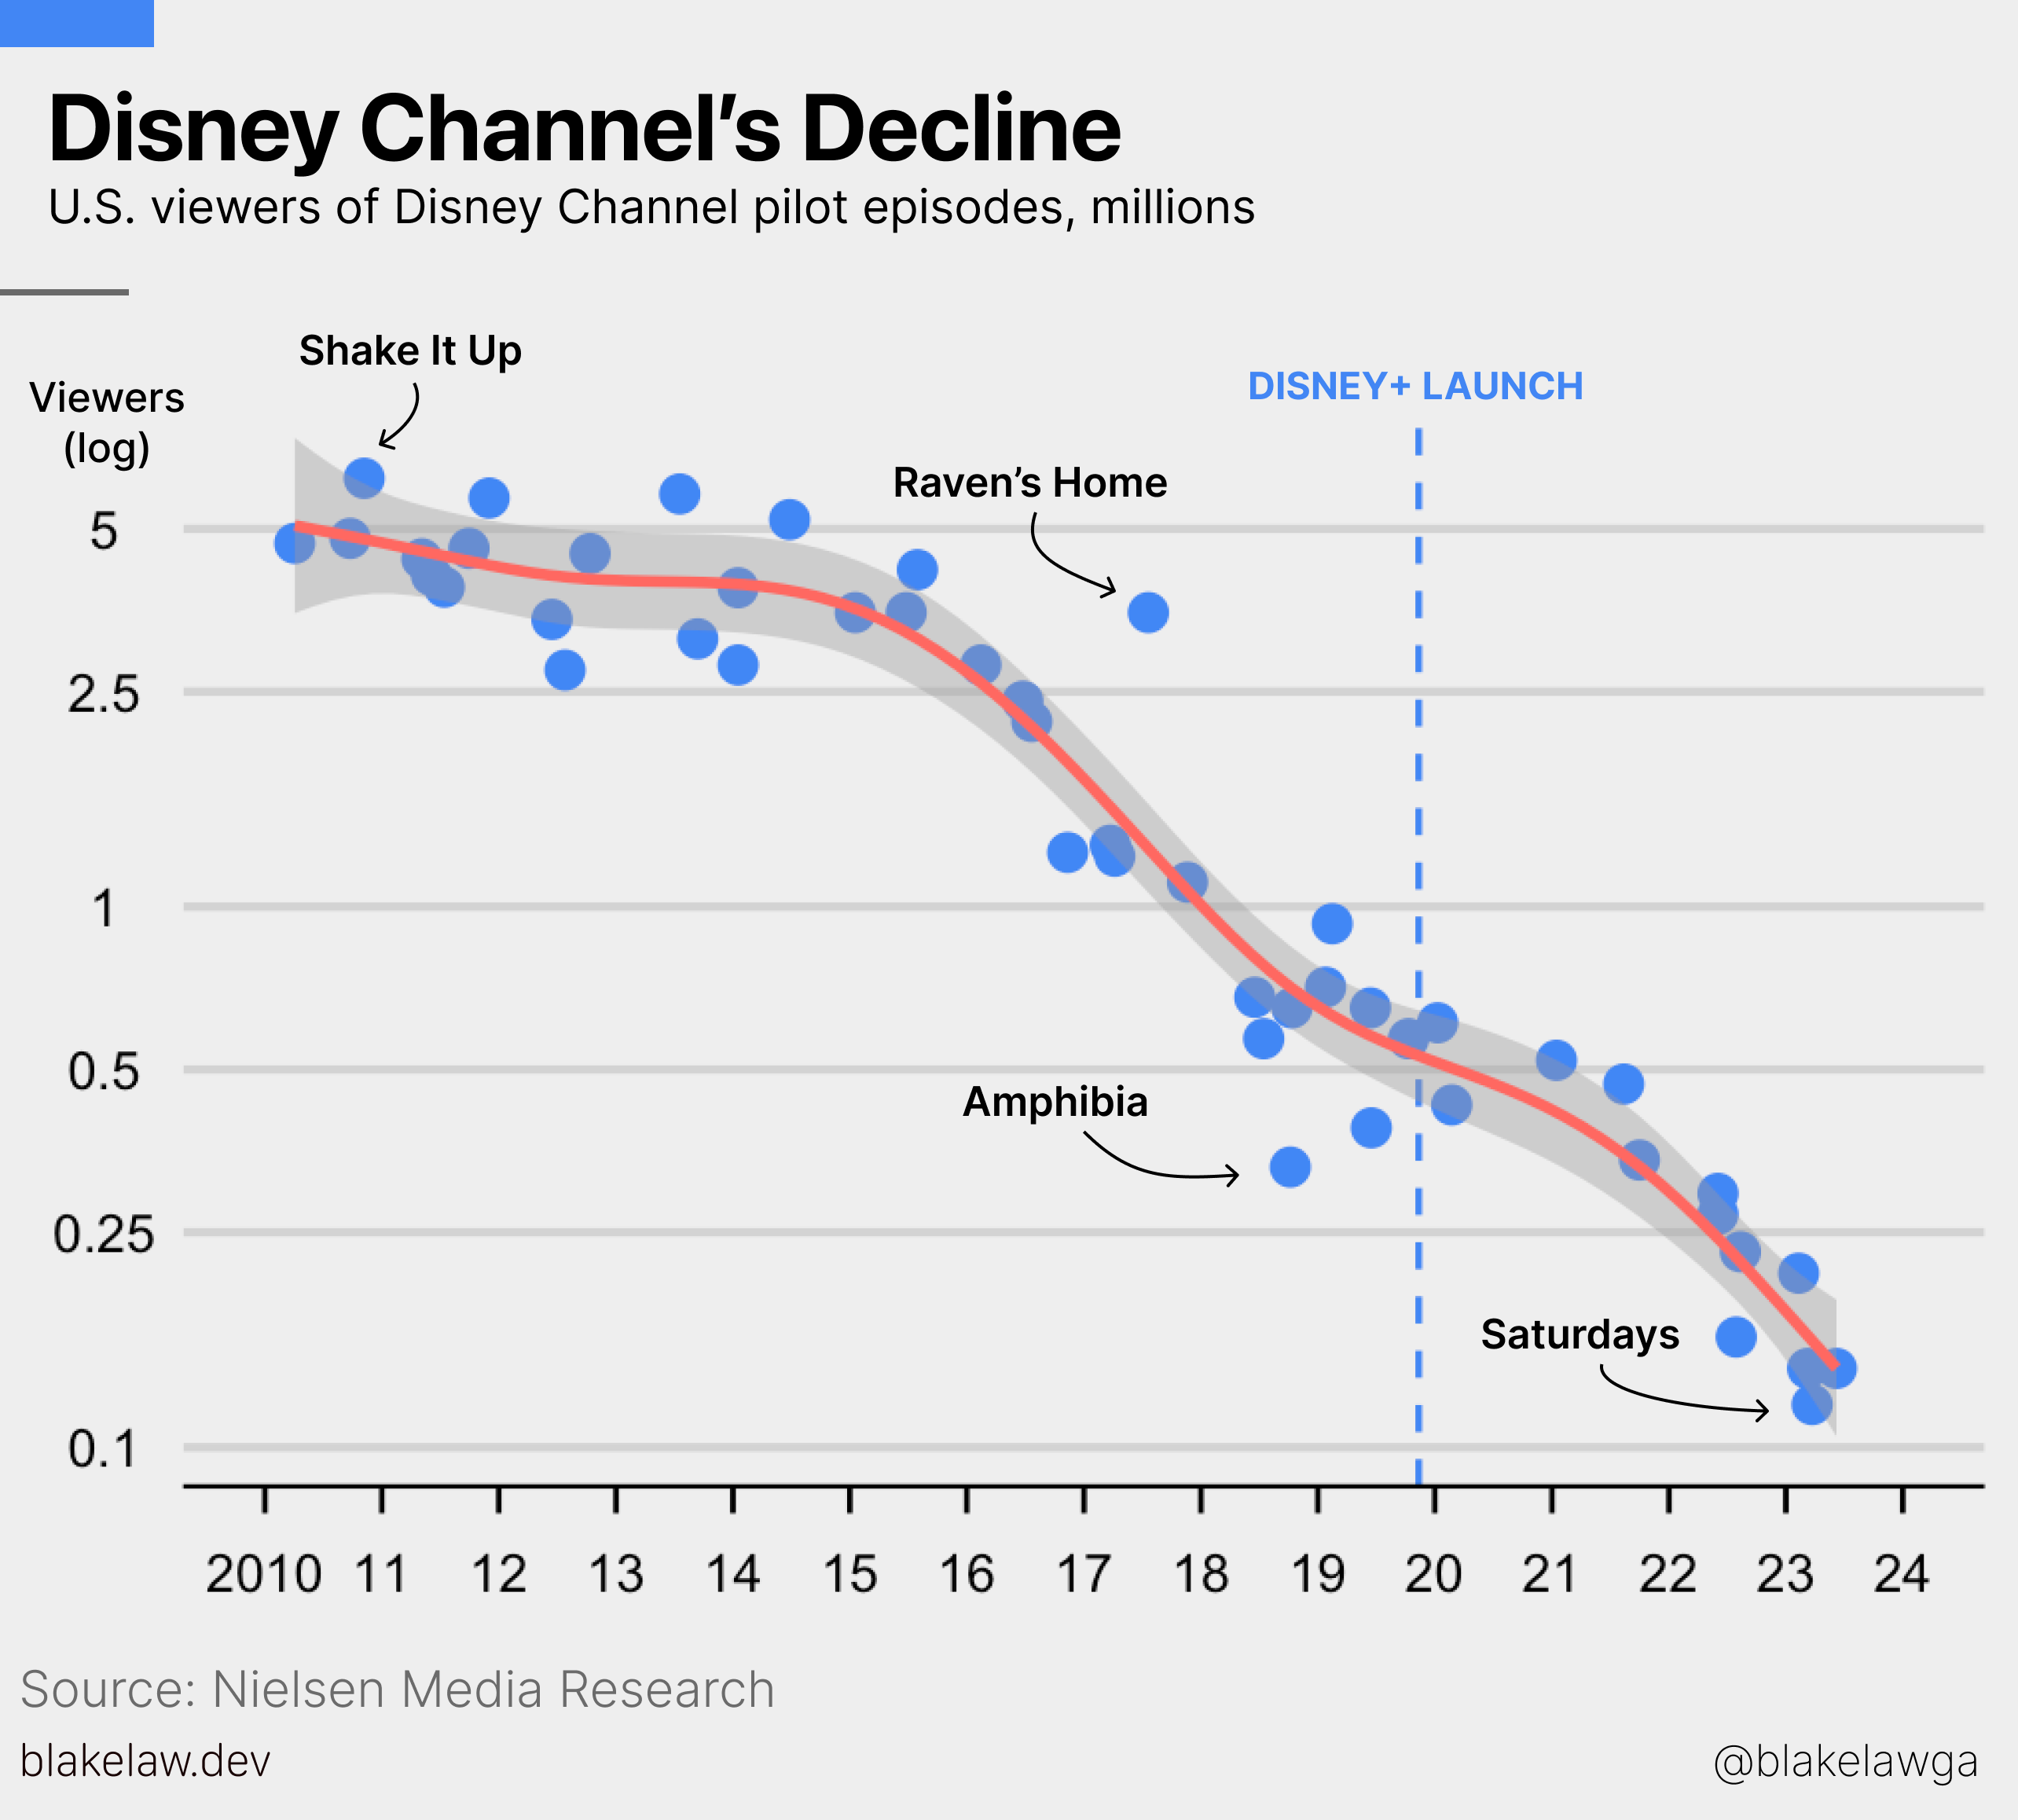 Disney Channel’s Decline
U.S. viewers of Disney Channel pilot episodes, millions
Shake It Up
Viewers
(log)
DISNEY+ LAUNCH
Raven’s Home
5
2.5
1
0.5
Amphibia
0.25
Saturdays
0.1
2010 11 12 13 14 15 16 17 18 19 20 21 22 23 24
Source: Nielsen Media Research
blakelaw.dev
@blakelawga